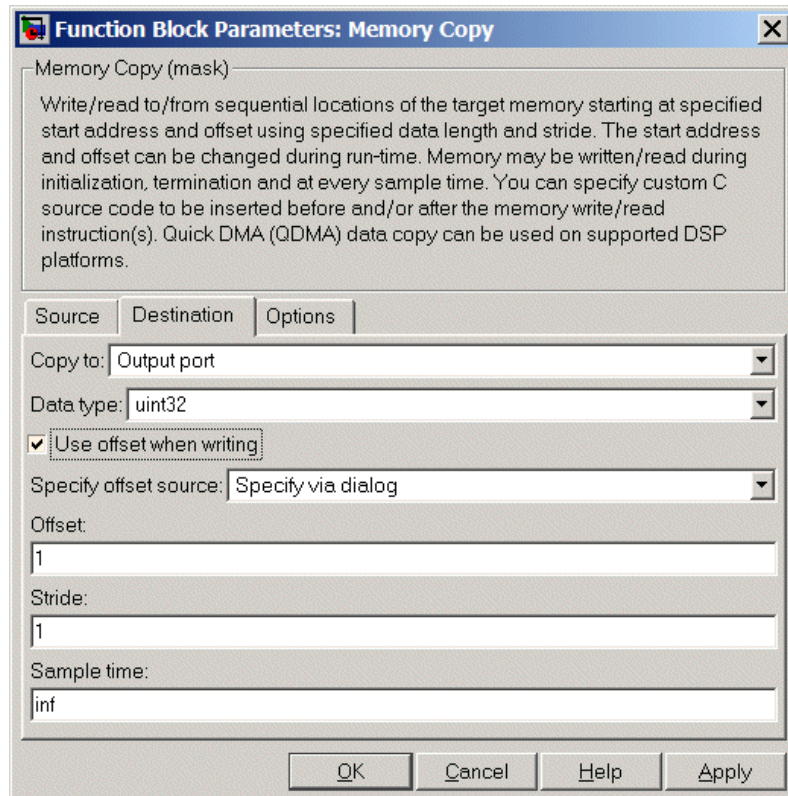 Function Block Parameters: Memory Copy
Memory Copy (mask)
Write/read to/from sequential locations of the target memory starting at specified
start address and offset using specified data length and stride. The start address
and offset can be changed during run-time. Memory may be written/read during
initialization, termination and at every sample time. You can specify custom C
source code to be inserted before and/or after the memory write/read
instruction(s). Quick DMA (QDMA) data copy can be used on supported DSP
platforms.
Source Destination Options
Copy to: Output port
Data type: uint32
Use offset when writing
Specify offset source: Specify via dialog
Offset:
1
Stride:
1
Sample time:
inf
OK Cancel Help Apply